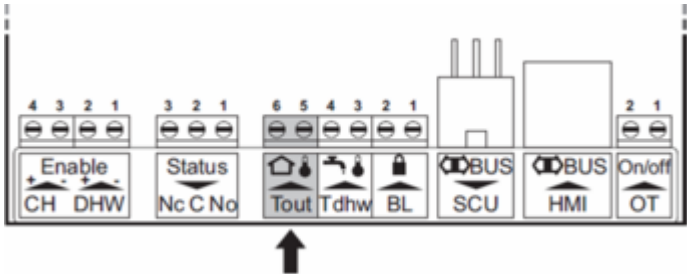 4 3 2 1 3 2 1 6 5 4 3 2 1 2 1
Enable Status BUS BUS On/off
+ - + -
CH DHW Nc C No Tout Tdhw BL SCU HMI OT